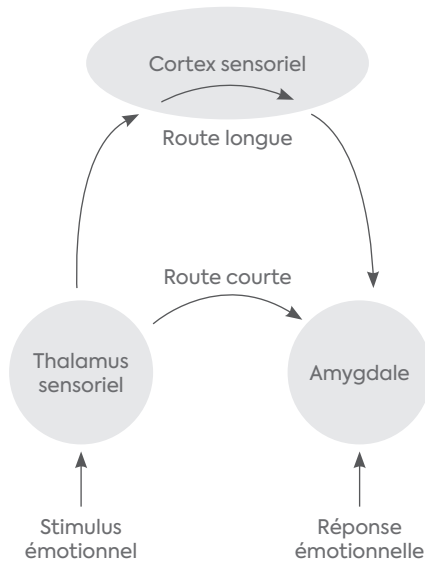 Cortex sensoriel
Route longue
Route courte
Thalamus
sensoriel
Amygdale
Stimulus
émotionnel
Réponse
émotionnelle